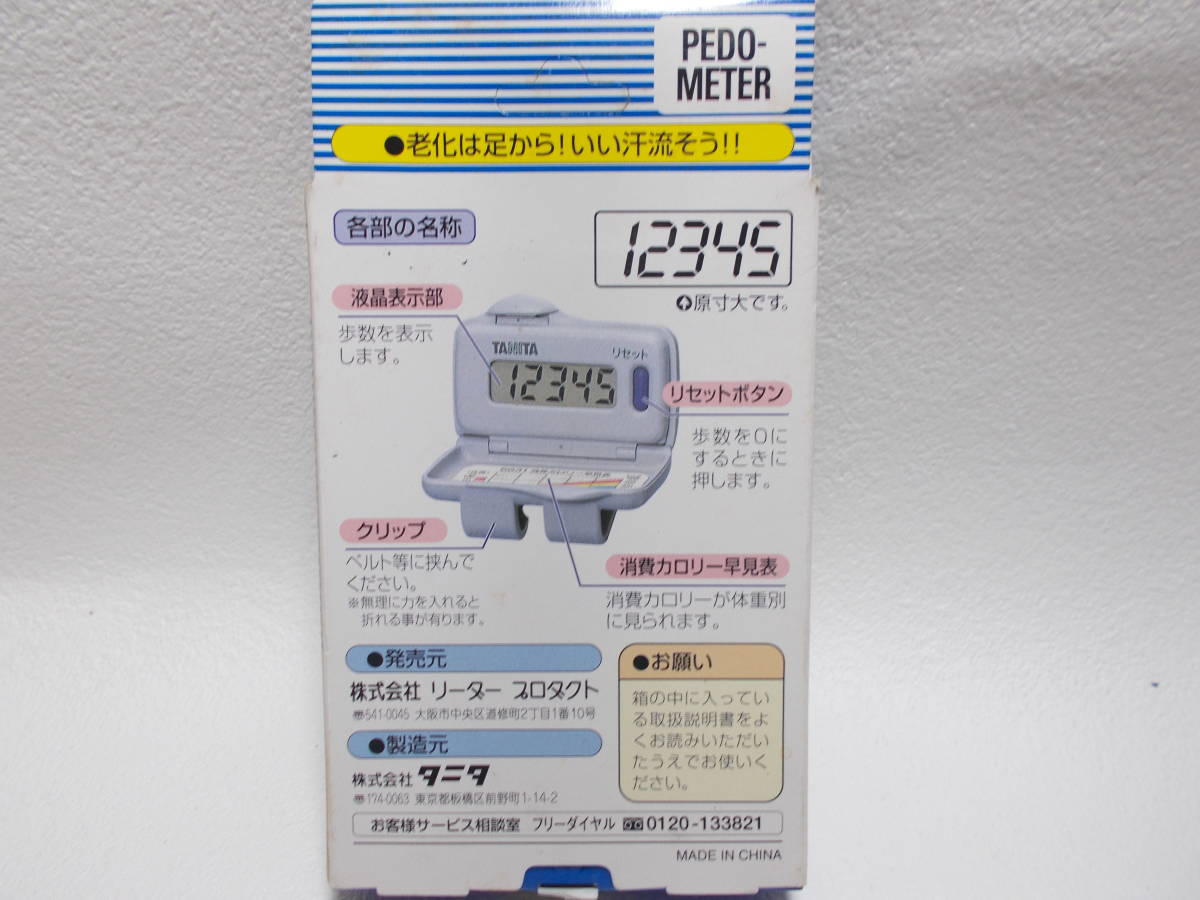 PEDO-
METER
●老化は足から!いい汗流そう!!
各部の名称
12345
原寸大です。
液晶表示部
歩数を表示
します。
TANITA
リセット
12345
リセットボタン
歩数を0に
するときに
押します。
クリップ
ベルト等に挟んで
ください。
※無理に力を入れると
折れる事が有ります。
消費カロリー早見表
消費カロリーが体重別
に見られます。
●発売元
株式会社 リーダー プロダクト
〒541-0045 大阪市中央区道修町2丁目1番10号
●製造元
株式会社 タニタ
〒174-0063 東京都板橋区前野町1-14-2
●お願い
箱の中に入ってい
る取扱説明書をよ
くお読みいただい
たうえでお使いく
ださい。
お客様サービス相談室 フリーダイヤル 0120-133821
MADE IN CHINA